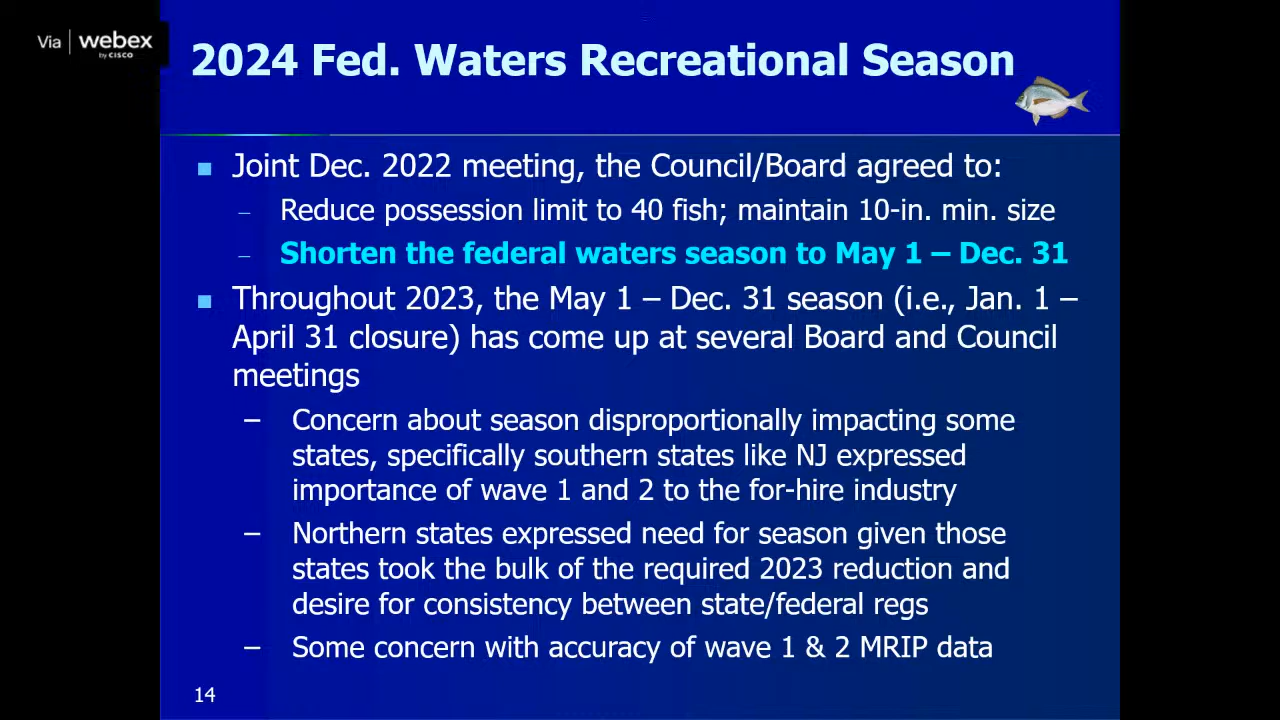 Via webex
by CISCO
2024 Fed. Waters Recreational Season
Joint Dec. 2022 meeting, the Council/Board agreed to:
– Reduce possession limit to 40 fish; maintain 10-in. min. size
– Shorten the federal waters season to May 1 – Dec. 31
Throughout 2023, the May 1 – Dec. 31 season (i.e., Jan. 1 –
April 31 closure) has come up at several Board and Council
meetings
– Concern about season disproportionally impacting some
states, specifically southern states like NJ expressed
importance of wave 1 and 2 to the for-hire industry
– Northern states expressed need for season given those
states took the bulk of the required 2023 reduction and
desire for consistency between state/federal regs
– Some concern with accuracy of wave 1 & 2 MRIP data
14